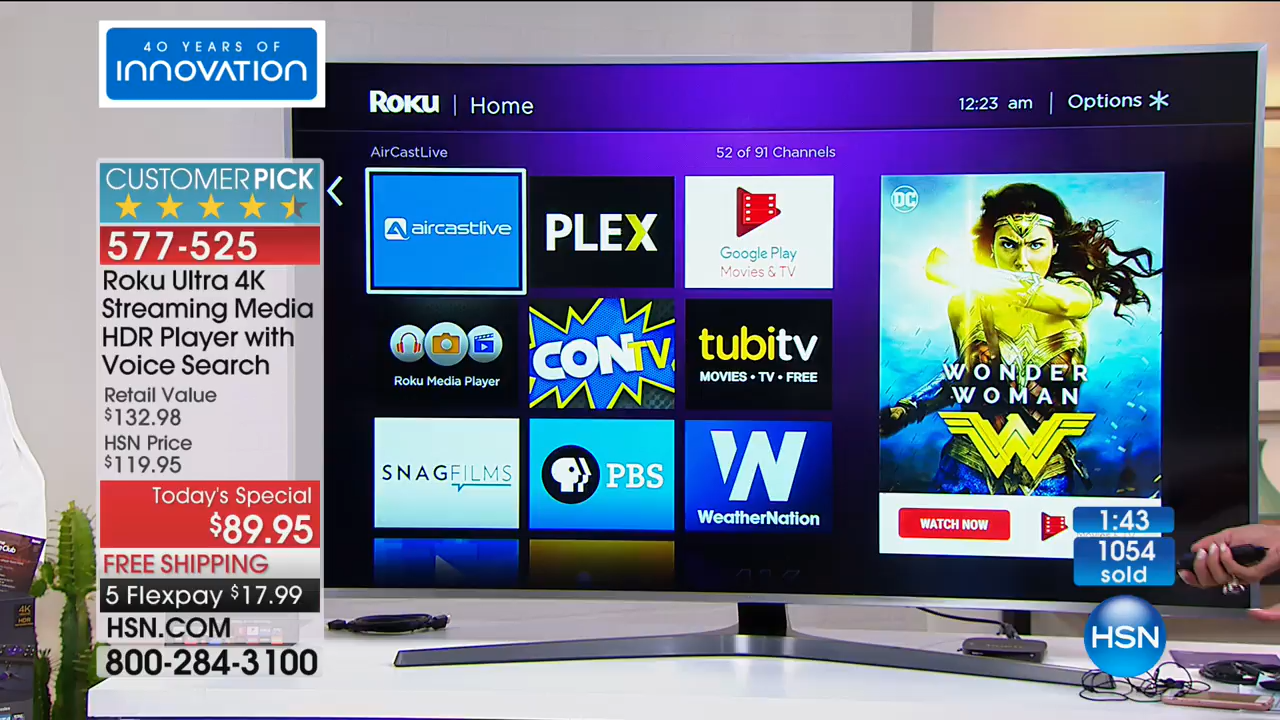 40 YEARS OF
INNOVATION
CUSTOMER PICK
577-525
Roku Ultra 4K
Streaming Media
HDR Player with
Voice Search
Retail Value
$132.98
HSN Price
$119.95
Today's Special
$89.95
FREE SHIPPING
5 Flexpay $17.99
HSN.COM
800-284-3100
ROKU | Home
12:23 am | Options
AirCastLive
52 of 91 Channels
aircastlive
PLEX
Google Play
Movies & TV
Roku Media Player
CONTV
tubitv
MOVIES • TV • FREE
SNAGFILMS
PBS
WeatherNation
DC
WONDER
WOMAN
WATCH NOW
1:43
1054
sold
HSN
4K